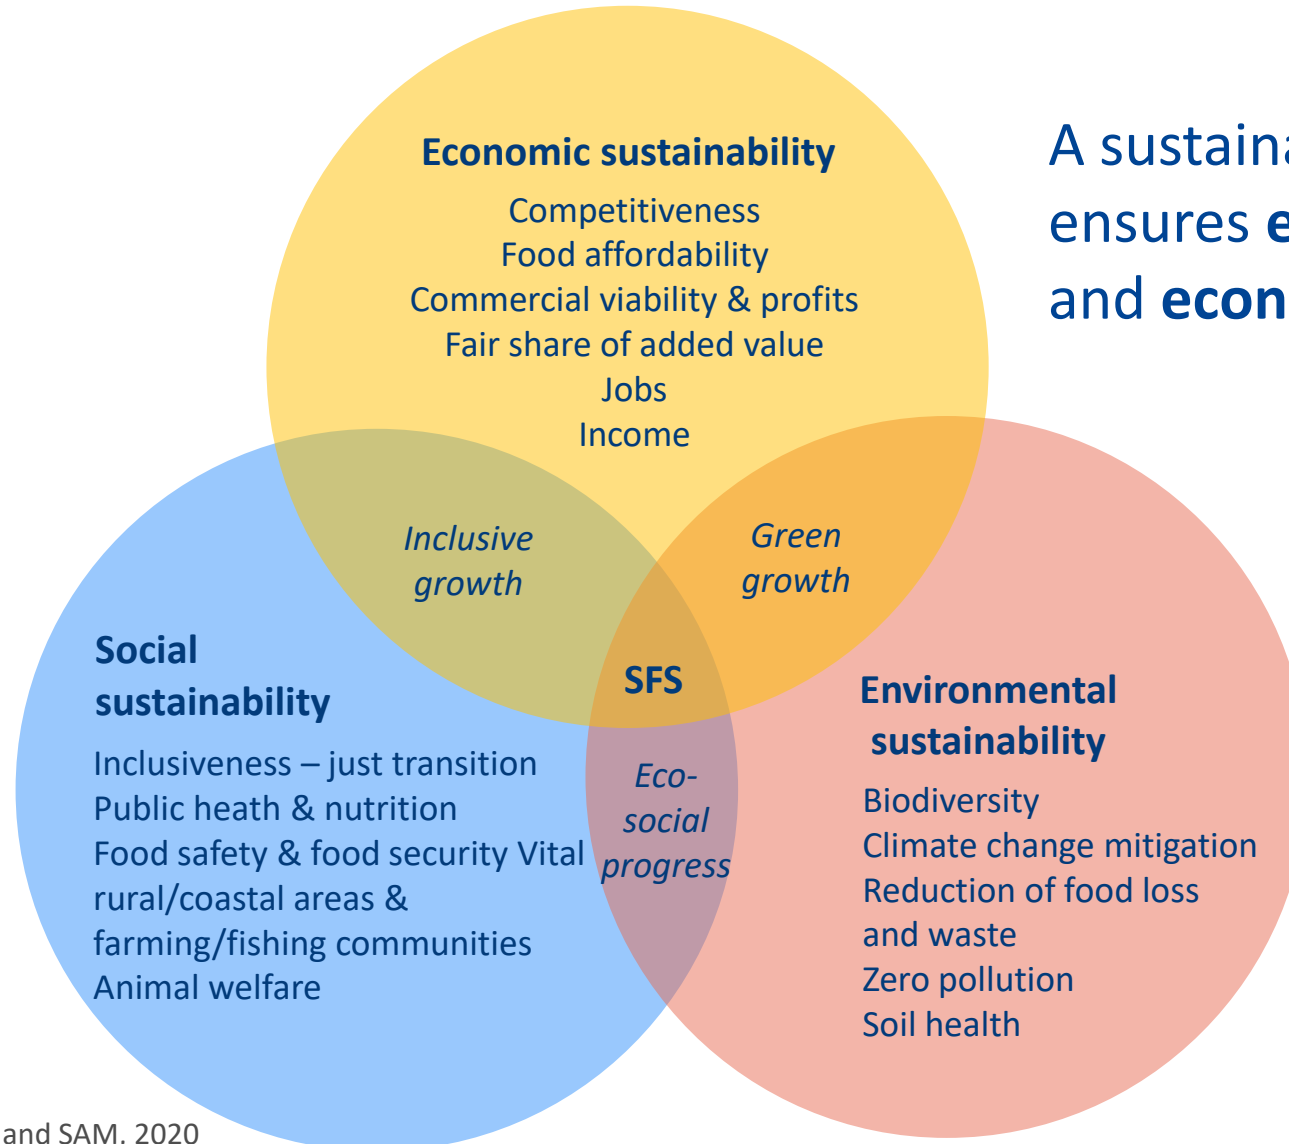 Economic sustainability
Competitiveness
Food affordability
Commercial viability & profits
Fair share of added value
Jobs
Income
A sustaina
ensures e
and econ
Inclusive
growth
Green
growth
SFS
Social
sustainability
Inclusiveness – just transition
Public heath & nutrition
Food safety & food security Vital
rural/coastal areas &
farming/fishing communities
Animal welfare
Eco-
social
progress
Environmental
sustainability
Biodiversity
Climate change mitigation
Reduction of food loss
and waste
Zero pollution
Soil health
and SAM, 2020